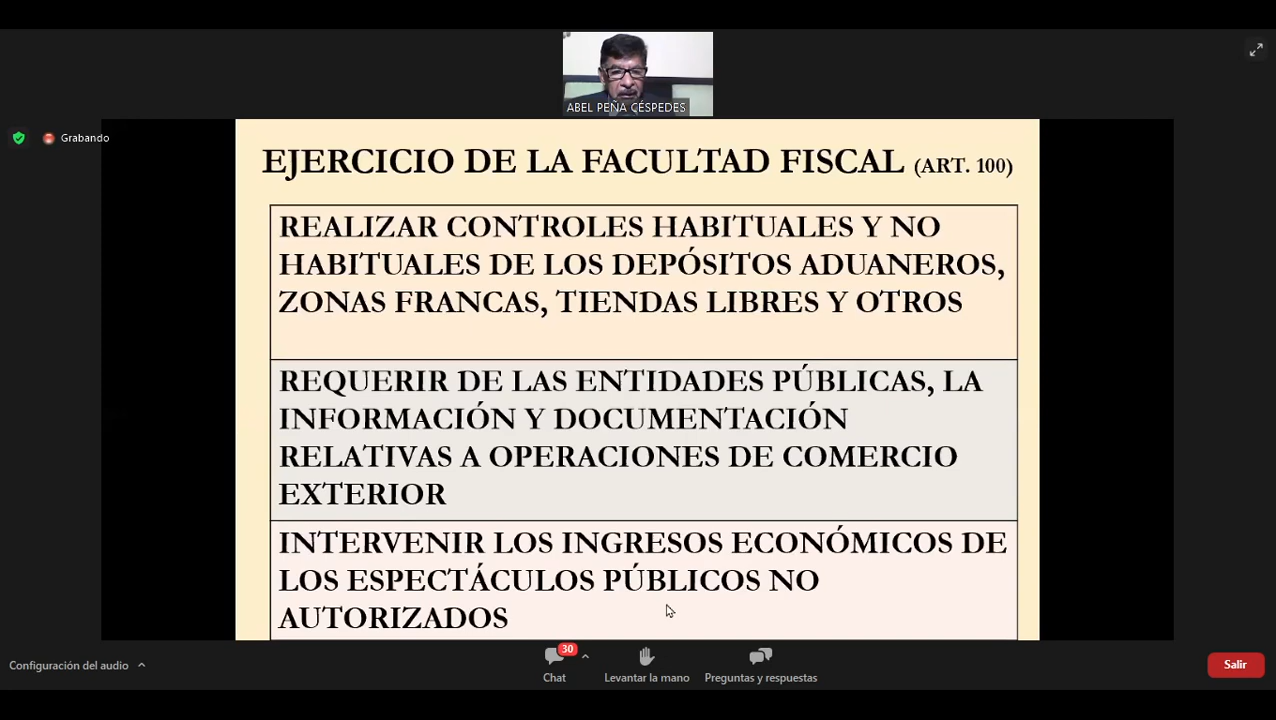 ABEL PEÑA CÉSPEDES
Grabando
EJERCICIO DE LA FACULTAD FISCAL (ART. 100)
REALIZAR CONTROLES HABITUALES Y NO
HABITUALES DE LOS DEPÓSITOS ADUANEROS,
ZONAS FRANCAS, TIENDAS LIBRES Y OTROS
REQUERIR DE LAS ENTIDADES PÚBLICAS, LA
INFORMACIÓN Y DOCUMENTACIÓN
RELATIVAS A OPERACIONES DE COMERCIO
EXTERIOR
INTERVENIR LOS INGRESOS ECONÓMICOS DE
LOS ESPECTÁCULOS PÚBLICOS NO
AUTORIZADOS
Configuración del audio
30
Chat
Levantar la mano
Preguntas y respuestas
Salir